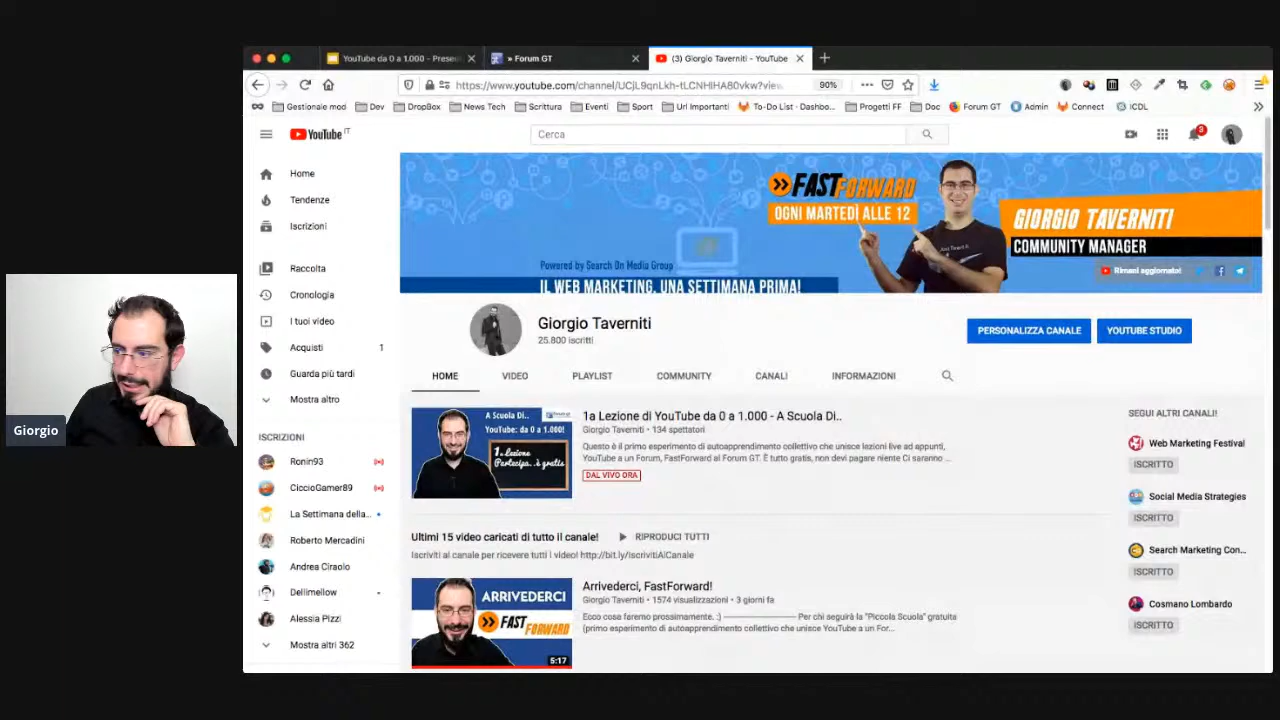 YouTube da 0 a 1.000 - Present
» Forum GT
(3) Giorgio Taverniti - YouTube
90%
Gestionale mod
Dev
DropBox
News Tech
Scrittura
Eventi
Sport
Url Importanti
To-Do List - Dashbo...
Progetti FF
Doc
Forum GT
Admin
Connect
ICDL
YouTube IT
Cerca
3
Home
Tendenze
Iscrizioni
Raccolta
Cronologia
I tuoi video
Acquisti 1
Guarda più tardi
Mostra altro
ISCRIZIONI
Ronin93
CiccioGamer89
La Settimana della...
Roberto Mercadini
Andrea Ciraolo
Dellimellow
Alessia Pizzi
Mostra altri 362
FASTFORWARD
OGNI MARTEDÌ ALLE 12
Powered by Search On Media Group
IL WEB MARKETING, UNA SETTIMANA PRIMA!
GIORGIO TAVERNITI
COMMUNITY MANAGER
Rimani aggiornato!
Giorgio Taverniti
25.800 iscritti
PERSONALIZZA CANALE
YOUTUBE STUDIO
HOME
VIDEO
PLAYLIST
COMMUNITY
CANALI
INFORMAZIONI
A Scuola Di..
YouTube: da 0 a 1.000!
1a Lezione
Partecipa.. è gratis
1a Lezione di YouTube da 0 a 1.000 - A Scuola Di..
Giorgio Taverniti • 134 spettatori
Questo è il primo esperimento di autoapprendimento collettivo che unisce lezioni live ad appunti,
YouTube a un Forum, FastForward al Forum GT. È tutto gratis, non devi pagare niente Ci saranno ...
DAL VIVO ORA
Ultimi 15 video caricati di tutto il canale!
RIPRODUCI TUTTI
Iscriviti al canale per ricevere tutti i video! http://bit.ly/IscrivitiAlCanale
ARRIVEDERCI
FAST FORWARD
5:17
Arrivederci, FastForward!
Giorgio Taverniti • 1574 visualizzazioni • 3 giorni fa
Ecco cosa faremo prossimamente. :) ---------------------- Per chi seguirà la "Piccola Scuola" gratuita
(primo esperimento di autoapprendimento collettivo che unisce YouTube a un For...
SEGUI ALTRI CANALI!
Web Marketing Festival
ISCRITTO
Social Media Strategies
ISCRITTO
Search Marketing Con...
ISCRITTO
Cosmano Lombardo
ISCRITTO
Giorgio